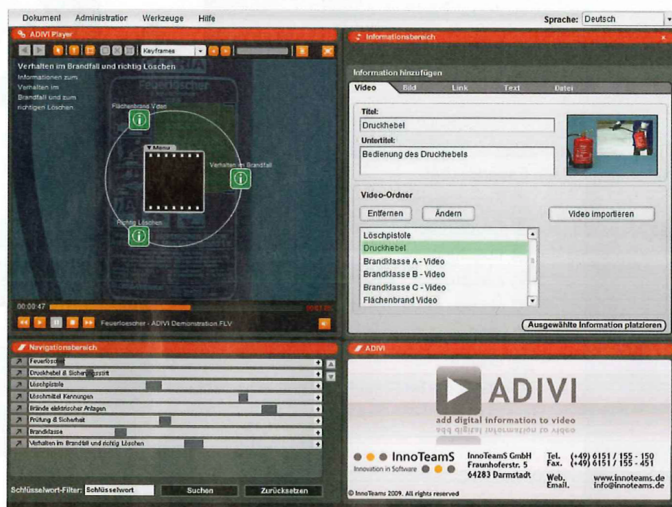 Dokument Administration Werkzeuge Hilfe
Sprache: Deutsch
ADIVI Player
Keyframes
Verhalten im Brandfall und richtig Löschen
Informationen zum
Verhalten im
Brandfall und zum
richtigen Löschen.
Feuerlöscher
Flächenbrand Video
Menu
Verhalten im Brandfall
Richtig Löschen
00:00:47
Feuerloescher - ADIVI Demonstration.FLV
Informationsbereich
Information hinzufügen
Video Bild Link Text Datei
Titel:
Druckhebel
Untertitel:
Bedienung des Druckhebels
Video-Ordner
Entfernen Ändern Video importieren
Löschpistole
Druckhebel
Brandklasse A - Video
Brandklasse B - Video
Brandklasse C - Video
Flächenbrand Video
Ausgewählte Information platzieren
Navigationsbereich
Feuerlöscher
Druckhebel & Sicherungsstift
Löschpistole
Löschmittel Kennungen
Brände elektrischer Anlagen
Prüfung & Sicherheit
Brandklasse
Verhalten im Brandfall und richtig Löschen
Schlüsselwort-Filter: Schlüsselwort Suchen Zurücksetzen
ADIVI
ADIVI
add digital information to video
InnoTeamS
Innovation in Software
InnoTeamS GmbH
Fraunhoferstr. 5
64283 Darmstadt
Tel. (+49) 6151 / 155 - 150
Fax. (+49) 6151 / 155 - 451
Web. www.innoteams.de
Email. info@innoteams.de
© InnoTeams 2009. All rights reserved